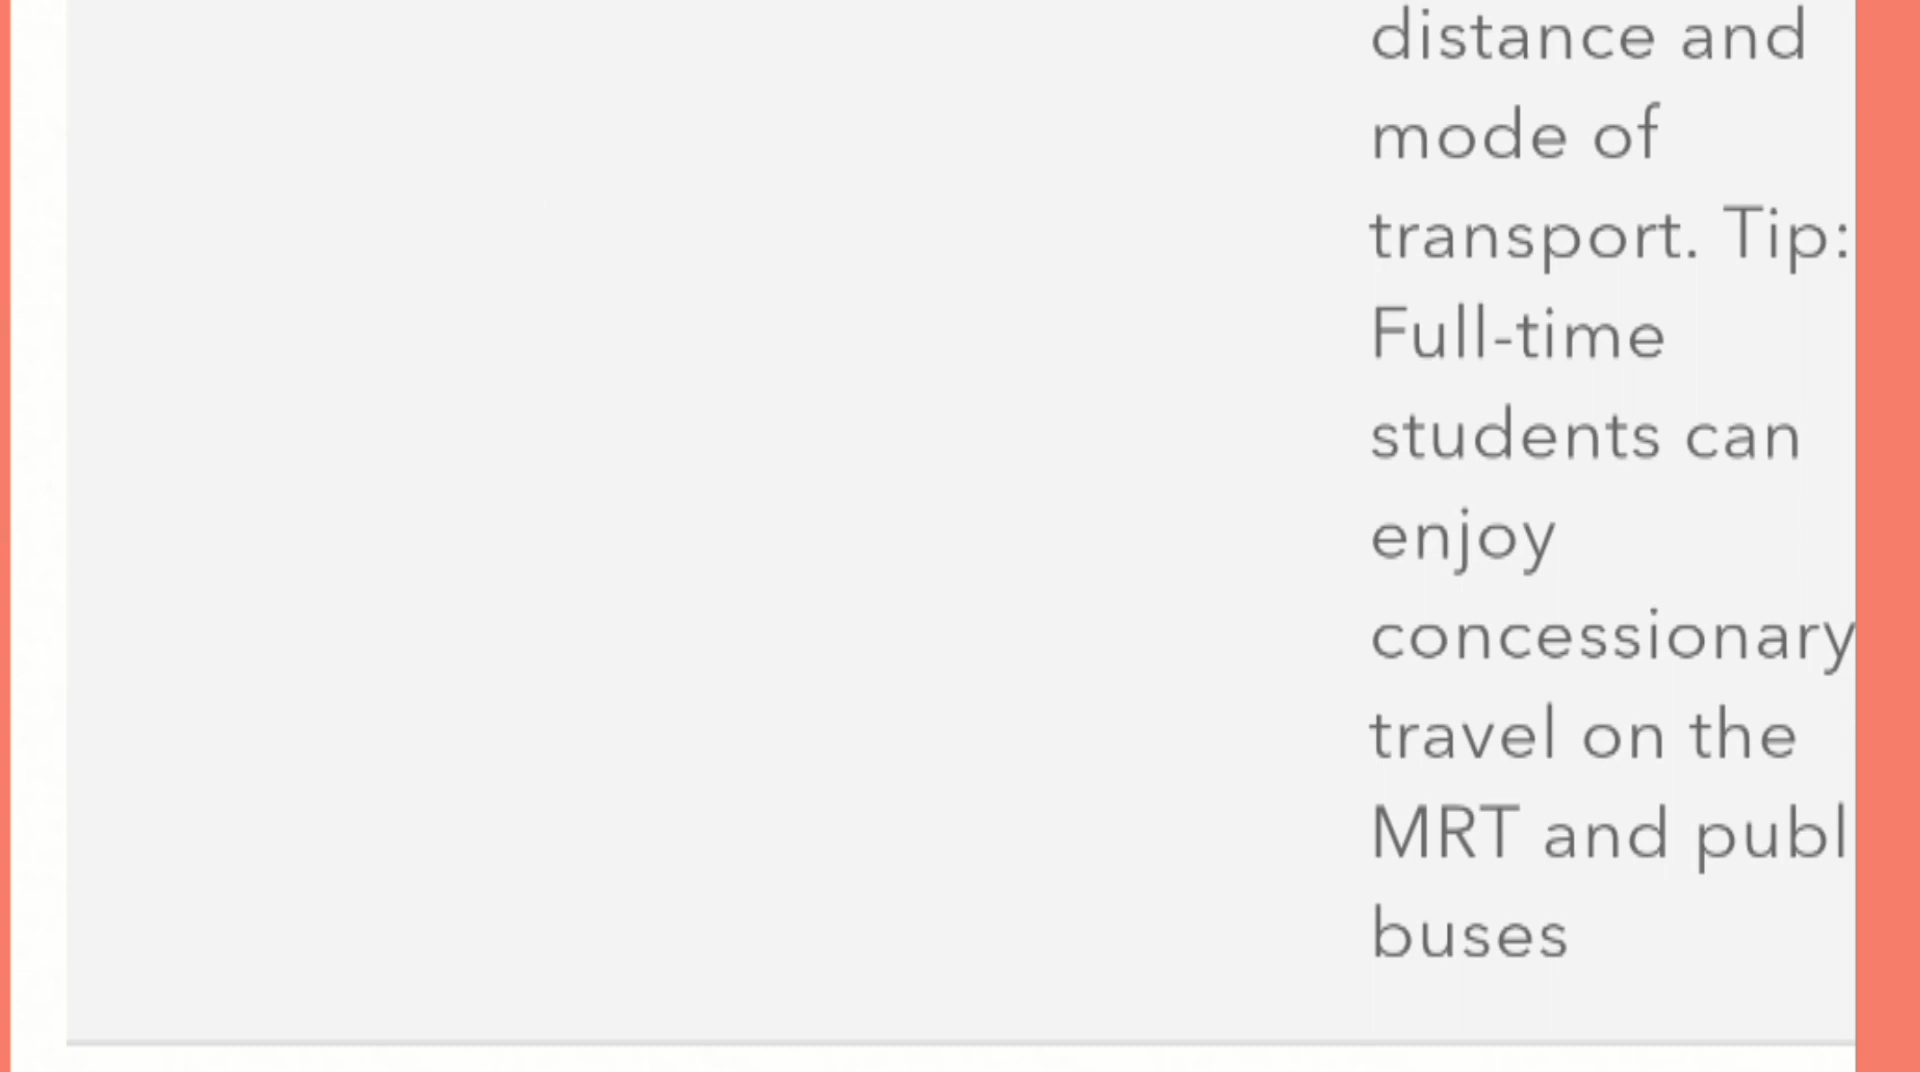 distance and
mode of
transport. Tip:
Full-time
students can
enjoy
concessionary
travel on the
MRT and publ
buses